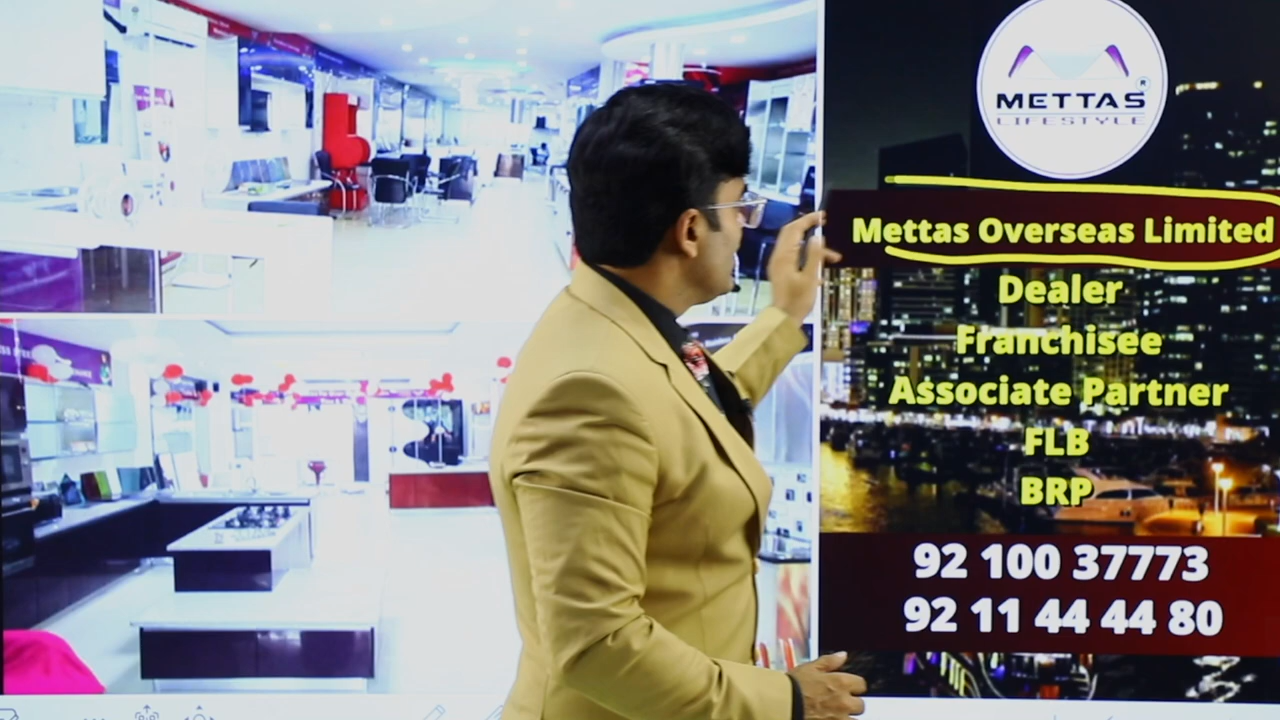 METTAS
LIFESTYLE
Mettas Overseas Limited
Dealer
Franchisee
Associate Partner
FLB
BRP
92 100 37773
92 11 44 44 80